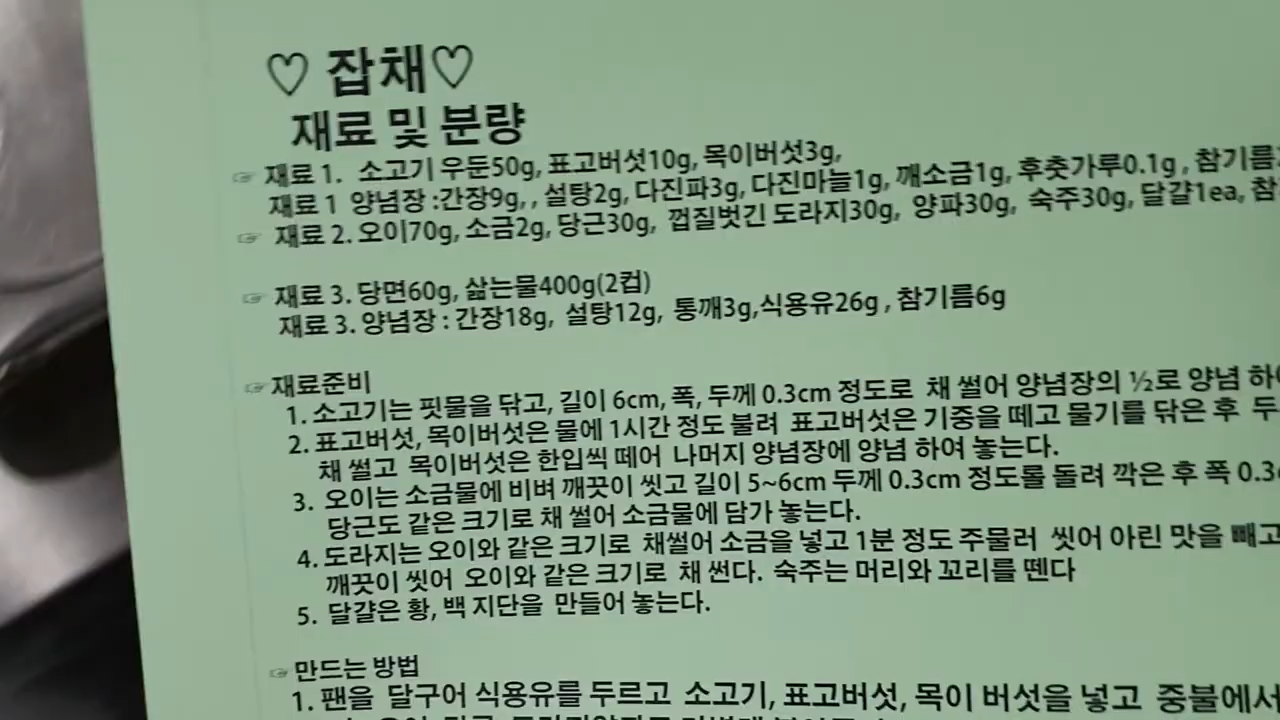 ♡ 잡채♡
재료 및 분량
☞ 재료 1. 소고기 우둔50g, 표고버섯10g, 목이버섯3g,
재료 1 양념장 :간장9g, , 설탕2g, 다진파3g, 다진마늘1g, 깨소금1g, 후춧가루0.1g , 참기름
☞ 재료 2. 오이70g, 소금2g, 당근30g, 껍질벗긴 도라지30g, 양파30g, 숙주30g, 달걀1ea,
☞ 재료 3. 당면60g, 삶는물400g(2컵)
재료 3. 양념장 : 간장18g, 설탕12g, 통깨3g,식용유26g , 참기름6g
☞재료준비
1. 소고기는 핏물을 닦고, 길이 6cm, 폭, 두께 0.3cm 정도로 채 썰어 양념장의 ½로 양념
2. 표고버섯, 목이버섯은 물에 1시간 정도 불려 표고버섯은 기중을 떼고 물기를 닦은 후 두
채 썰고 목이버섯은 한입씩 떼어 나머지 양념장에 양념 하여 놓는다.
3. 오이는 소금물에 비벼 깨끗이 씻고 길이 5~6cm 두께 0.3cm 정도롤 돌려 깍은 후 폭
당근도 같은 크기로 채 썰어 소금물에 담가 놓는다.
4. 도라지는 오이와 같은 크기로 채썰어 소금을 넣고 1분 정도 주물러 씻어 아린 맛을 빼고
깨끗이 씻어 오이와 같은 크기로 채 썬다. 숙주는 머리와 꼬리를 뗀다
5. 달걀은 황, 백 지단을 만들어 놓는다.
☞만드는 방법
1. 팬을 달구어 식용유를 두르고 소고기, 표고버섯, 목이 버섯을 넣고 중불에서